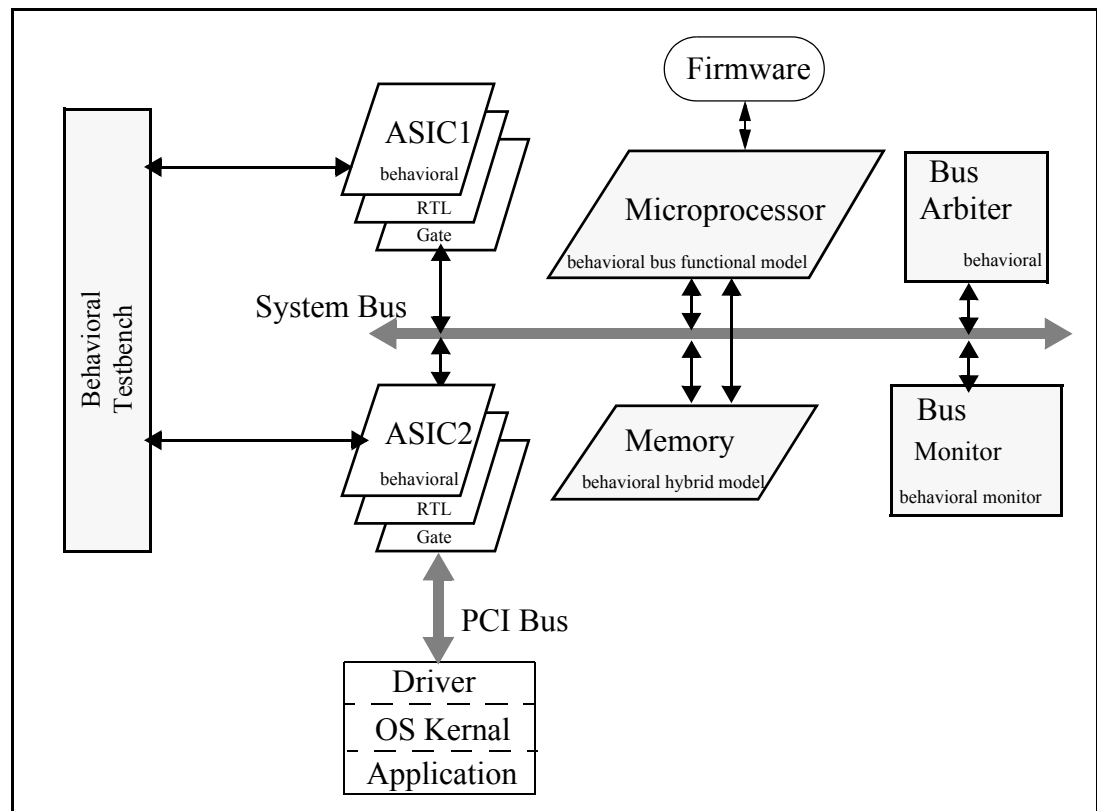 Firmware
ASIC1
behavioral
RTL
Gate
Microprocessor
behavioral bus functional model
Bus
Arbiter
behavioral
System Bus
Behavioral
Testbench
ASIC2
behavioral
RTL
Gate
Memory
behavioral hybrid model
Bus
Monitor
behavioral monitor
PCI Bus
Driver
OS Kernal
Application